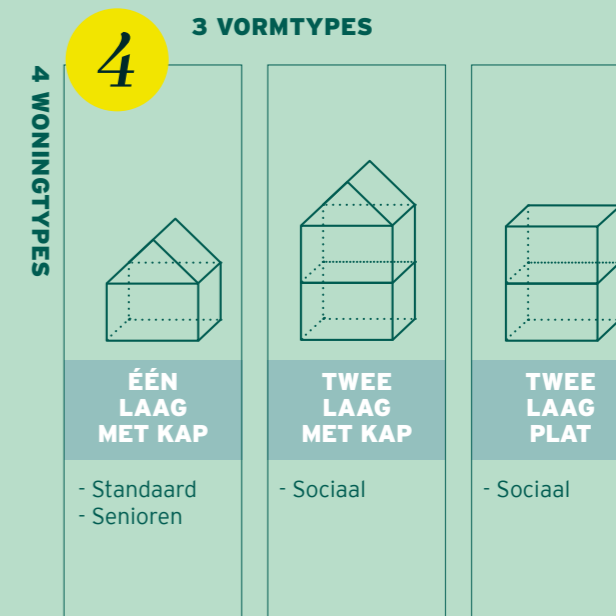 4
3 VORMTYPES
4 WONINGTYPES
ÉÉN
LAAG
MET KAP
- Standaard
- Senioren
TWEE
LAAG
MET KAP
- Sociaal
TWEE
LAAG
PLAT
- Sociaal